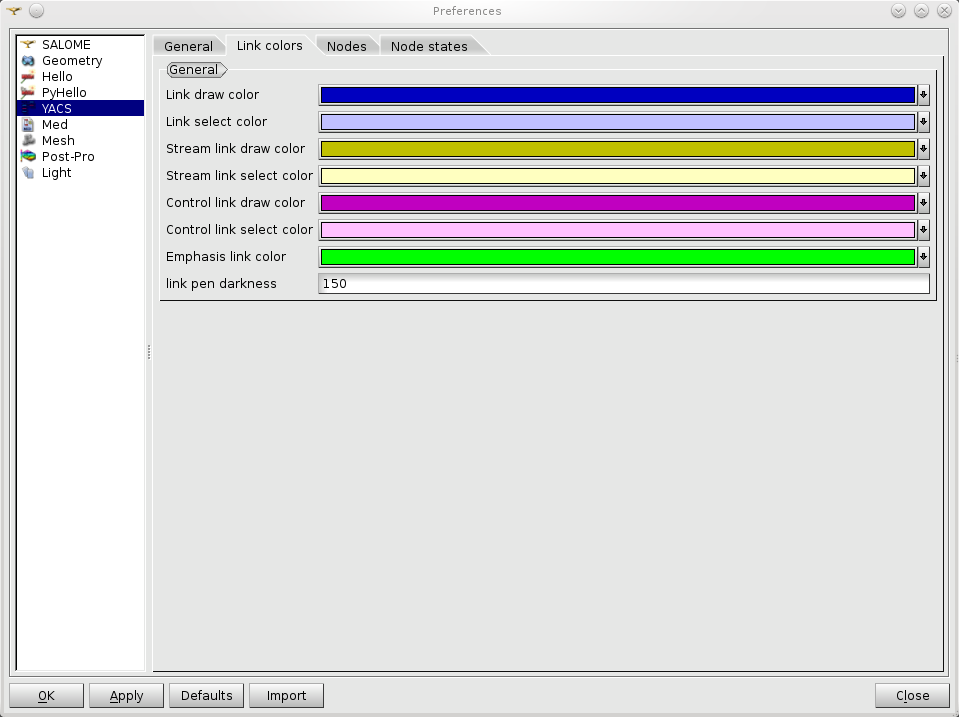 Preferences
SALOME
Geometry
Hello
PyHello
YACS
Med
Mesh
Post-Pro
Light
General Link colors Nodes Node states
General
Link draw color
Link select color
Stream link draw color
Stream link select color
Control link draw color
Control link select color
Emphasis link color
link pen darkness 150
OK Apply Defaults Import Close